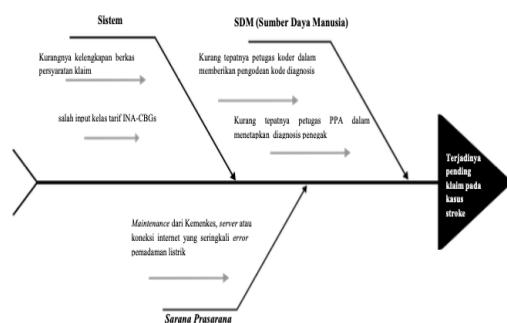 Sistem
SDM (Sumber Daya Manusia)
Kurangnya kelengkapan berkas
persyaratan klaim
salah input kelas tarif INA-CBGs
Kurang tepatnya petugas koder dalam
memberikan pengodean kode diagnosis
Kurang tepatnya petugas PPA dalam
menetapkan diagnosis penegak
Terjadinya
pending
klaim pada
kasus
stroke
Maintenance dari Kemenkes, server atau
koneksi internet yang seringkali error
pemadaman listrik
Sarana Prasarana